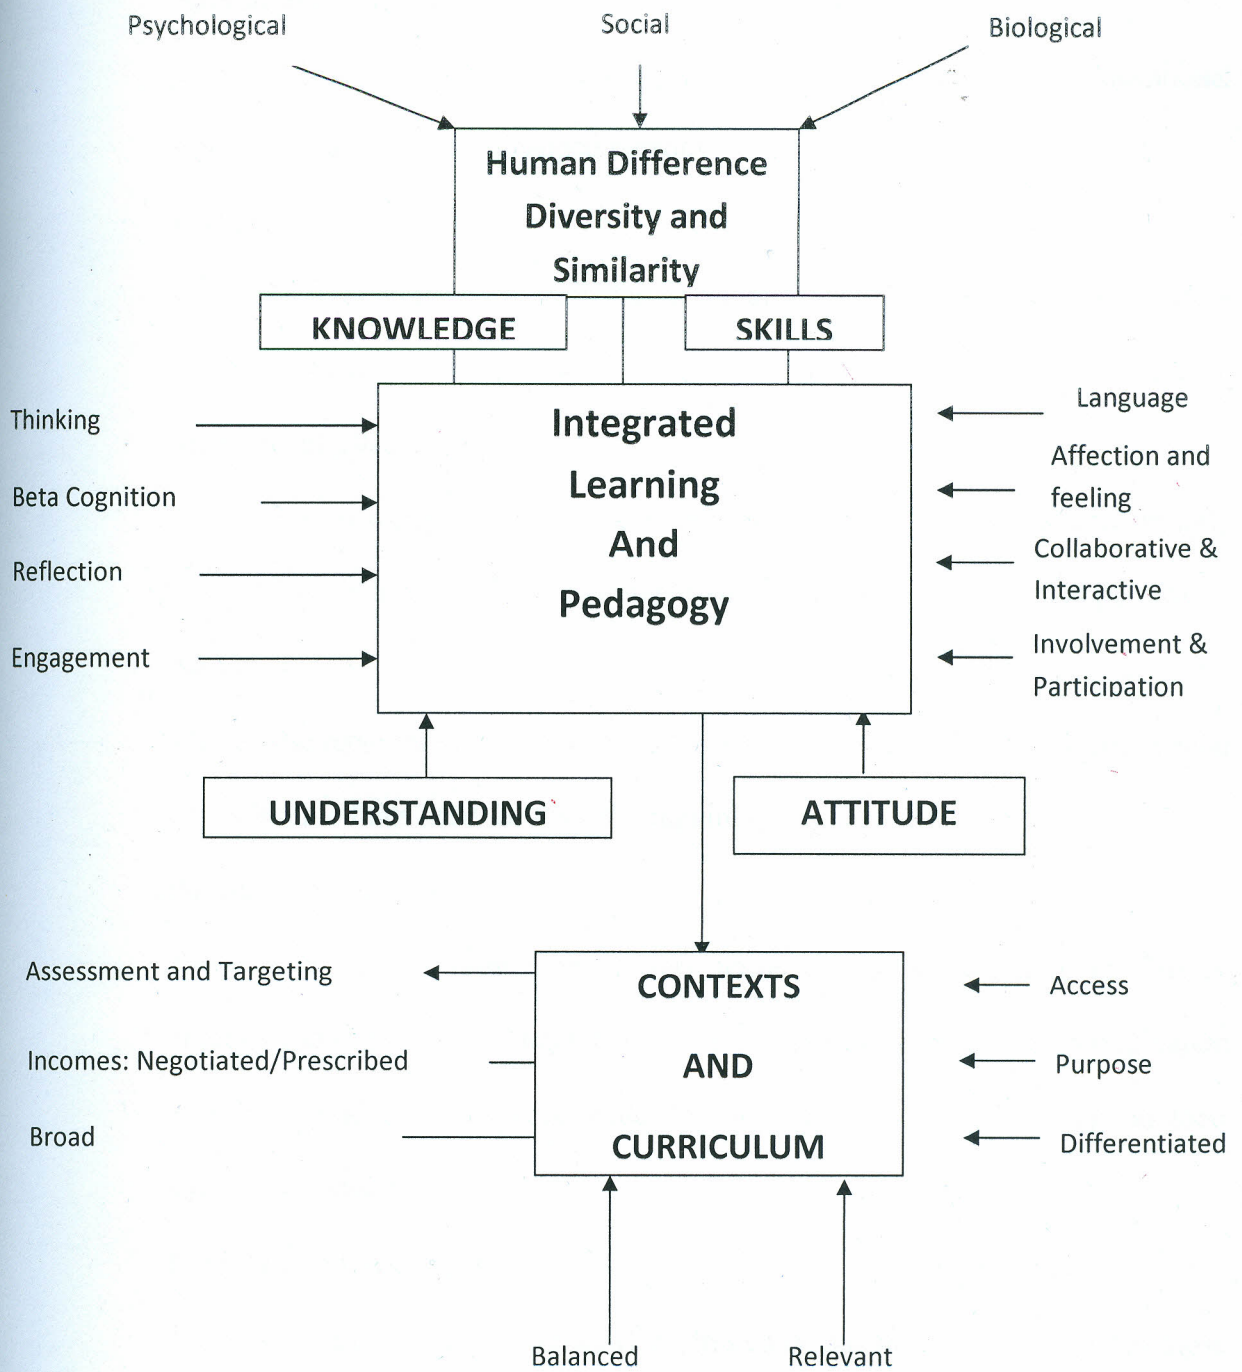 Psychological
Social
Biological
Human Difference
Diversity and
Similarity
KNOWLEDGE
SKILLS
Integrated
Learning
And
Pedagogy
Thinking
Beta Cognition
Reflection
Engagement
Language
Affection and
feeling
Collaborative &
Interactive
Involvement &
Participation
UNDERSTANDING
ATTITUDE
CONTEXTS
AND
CURRICULUM
Assessment and Targeting
Incomes: Negotiated/Prescribed
Broad
Access
Purpose
Differentiated
Balanced
Relevant